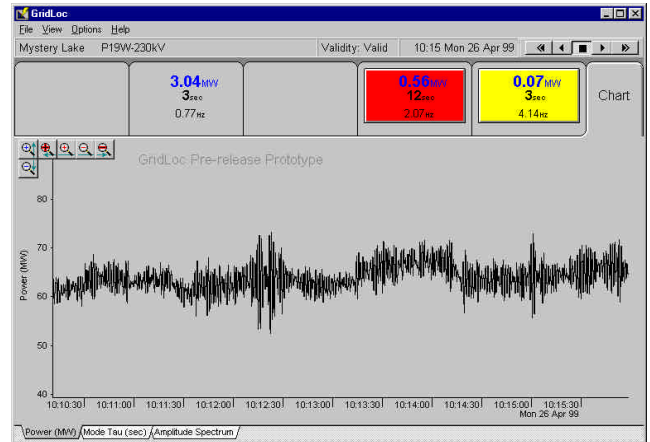 GridLoc
File View Options Help
Mystery Lake P19W-230kV Validity: Valid 10:15 Mon 26 Apr 99
3.04MW 0.56MW 0.07MW
3sec 12sec 3sec Chart
0.77Hz 2.07Hz 4.14Hz
GridLoc Pre-release Prototype
80
70
Power (MW)
60
50
40
10:10:30 10:11:00 10:11:30 10:12:00 10:12:30 10:13:00 10:13:30 10:14:00 10:14:30 10:15:00 10:15:30
Mon 26 Apr 99
Power (MW) Mode Tau (sec) Amplitude Spectrum